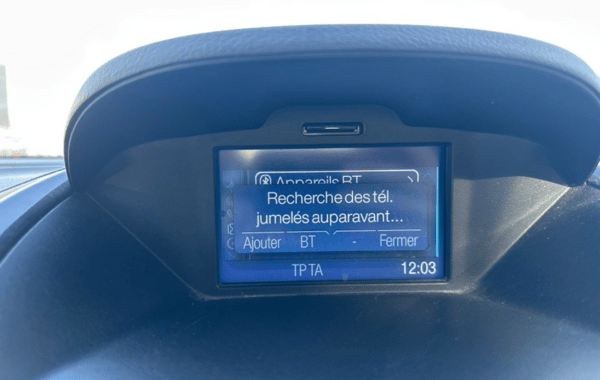 Appareils BT
Recherche des tél.
jumelés auparavant...
Ajouter BT - Fermer
TP TA 12:03